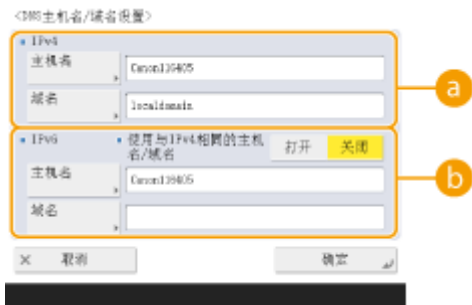 <DNS主机名/域名设置>
IPv4
主机名
Canon116405
a
域名
localdomain
IPv6
使用与IPv4相同的主机
名/域名
打开
关闭
主机名
Canon116405
b
域名
× 取消
确定